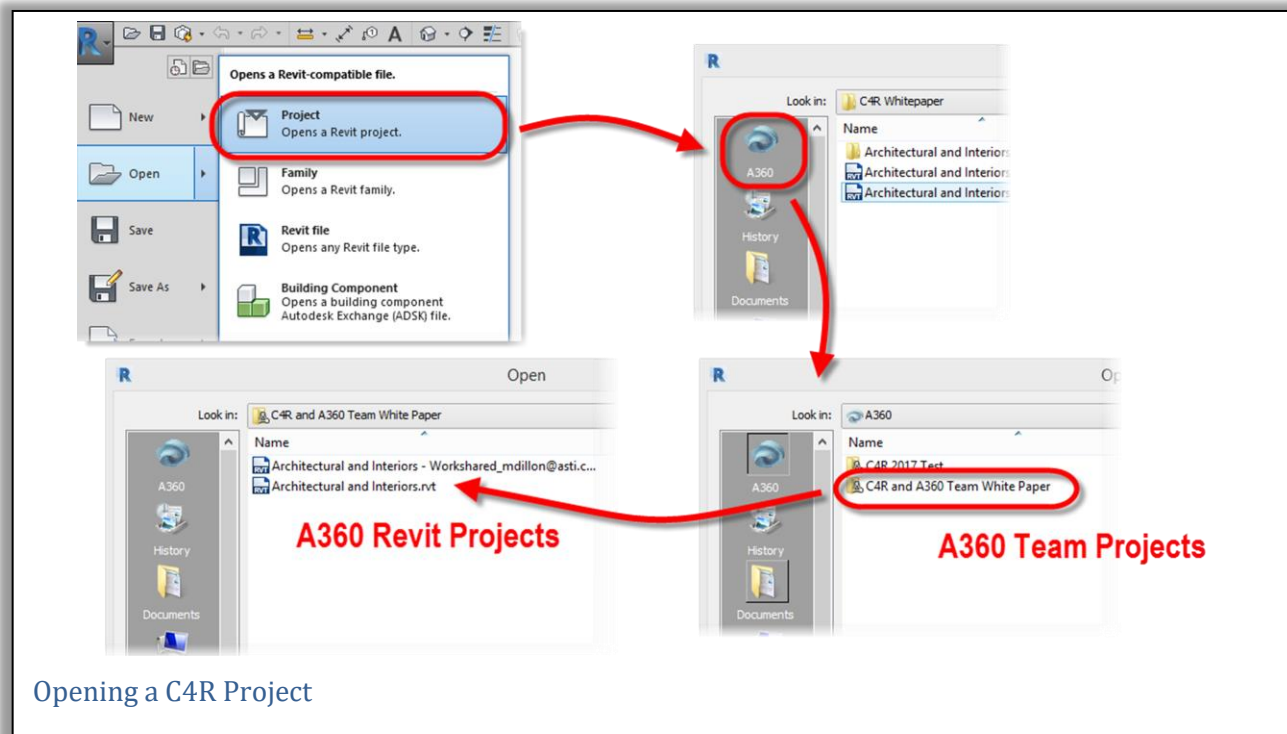 Opens a Revit-compatible file.
New
Project
Opens a Revit project.
Open
Family
Opens a Revit family.
Save
Revit file
Opens any Revit file type.
Save As
Building Component
Opens a building component
Autodesk Exchange (ADSK) file.
Look in:
C4R Whitepaper
Name
Architectural and Interiors
Architectural and Interiors
Architectural and Interiors
A360
History
Documents
Open
Look in:
C4R and A360 Team White Paper
Name
Architectural and Interiors - Workshared_mdillon@asti.c...
Architectural and Interiors.rvt
A360
History
Documents
A360 Revit Projects
Look in:
A360
Name
C4R 2017 Test
C4R and A360 Team White Paper
A360
History
Documents
A360 Team Projects
Opening a C4R Project